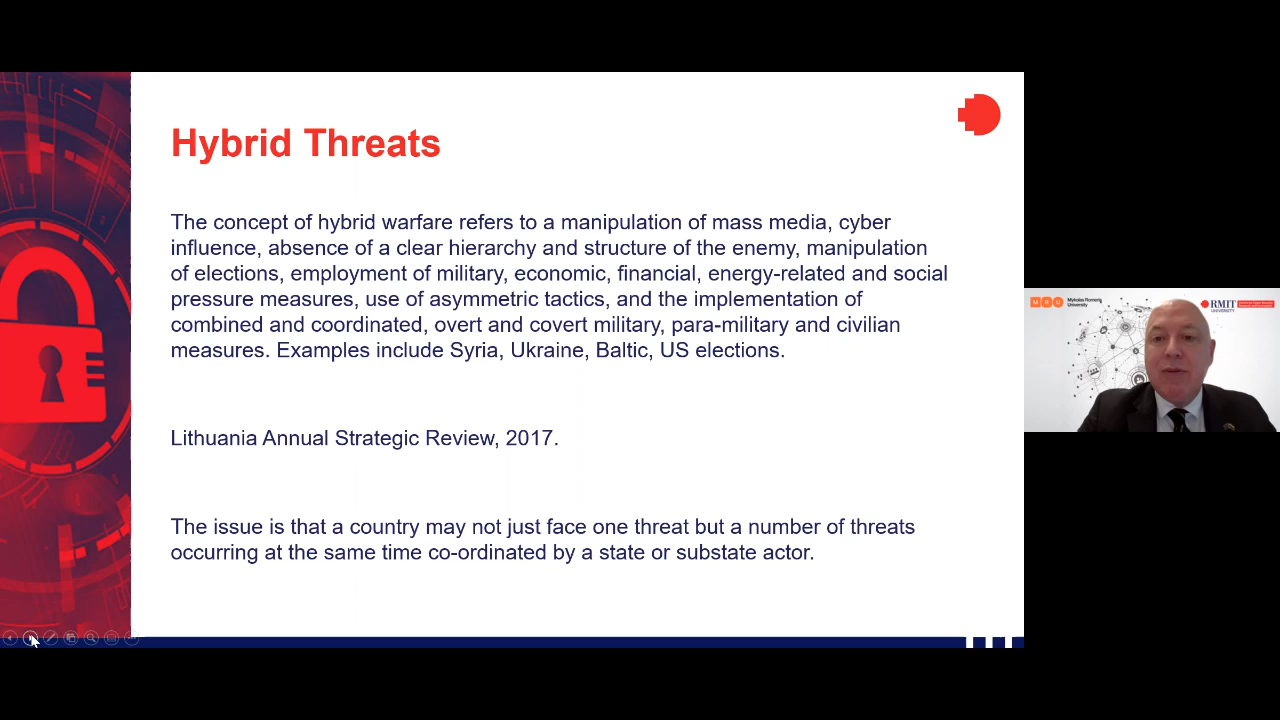 Hybrid Threats
The concept of hybrid warfare refers to a manipulation of mass media, cyber
influence, absence of a clear hierarchy and structure of the enemy, manipulation
of elections, employment of military, economic, financial, energy-related and social
pressure measures, use of asymmetric tactics, and the implementation of
combined and coordinated, overt and covert military, para-military and civilian
measures. Examples include Syria, Ukraine, Baltic, US elections.
Lithuania Annual Strategic Review, 2017.
The issue is that a country may not just face one threat but a number of threats
occurring at the same time co-ordinated by a state or substate actor.
MRU
Mykolas Romeris
University
RMIT
UNIVERSITY